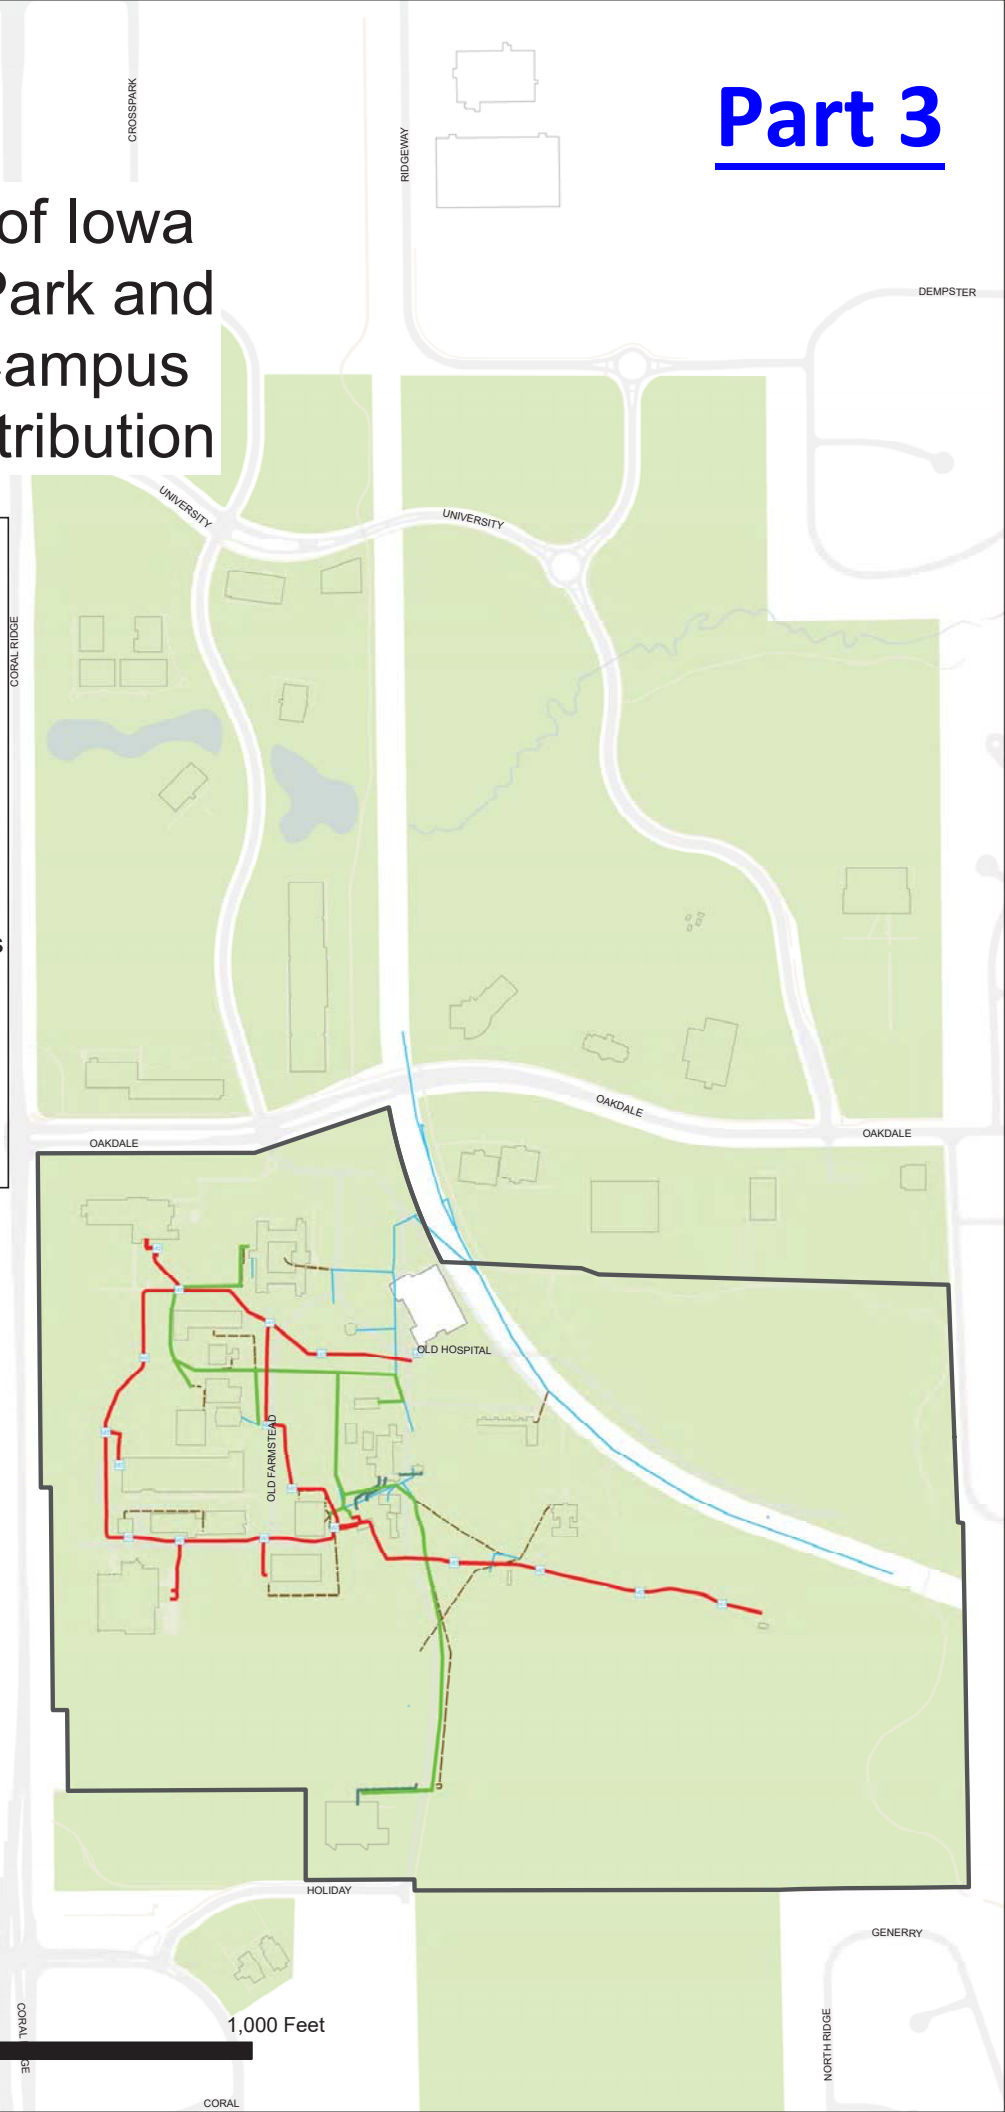 Part 3
CROSSPARK
RIDGEWAY
of Iowa
Park and
ampus
tribution
DEMPSTER
UNIVERSITY
UNIVERSITY
CORAL RIDGE
s
OAKDALE
OAKDALE
OAKDALE
OLD HOSPITAL
OLD FARMSTEAD
HOLIDAY
GENERRY
NORTH RIDGE
1,000 Feet
CORAL
GE
CORAL